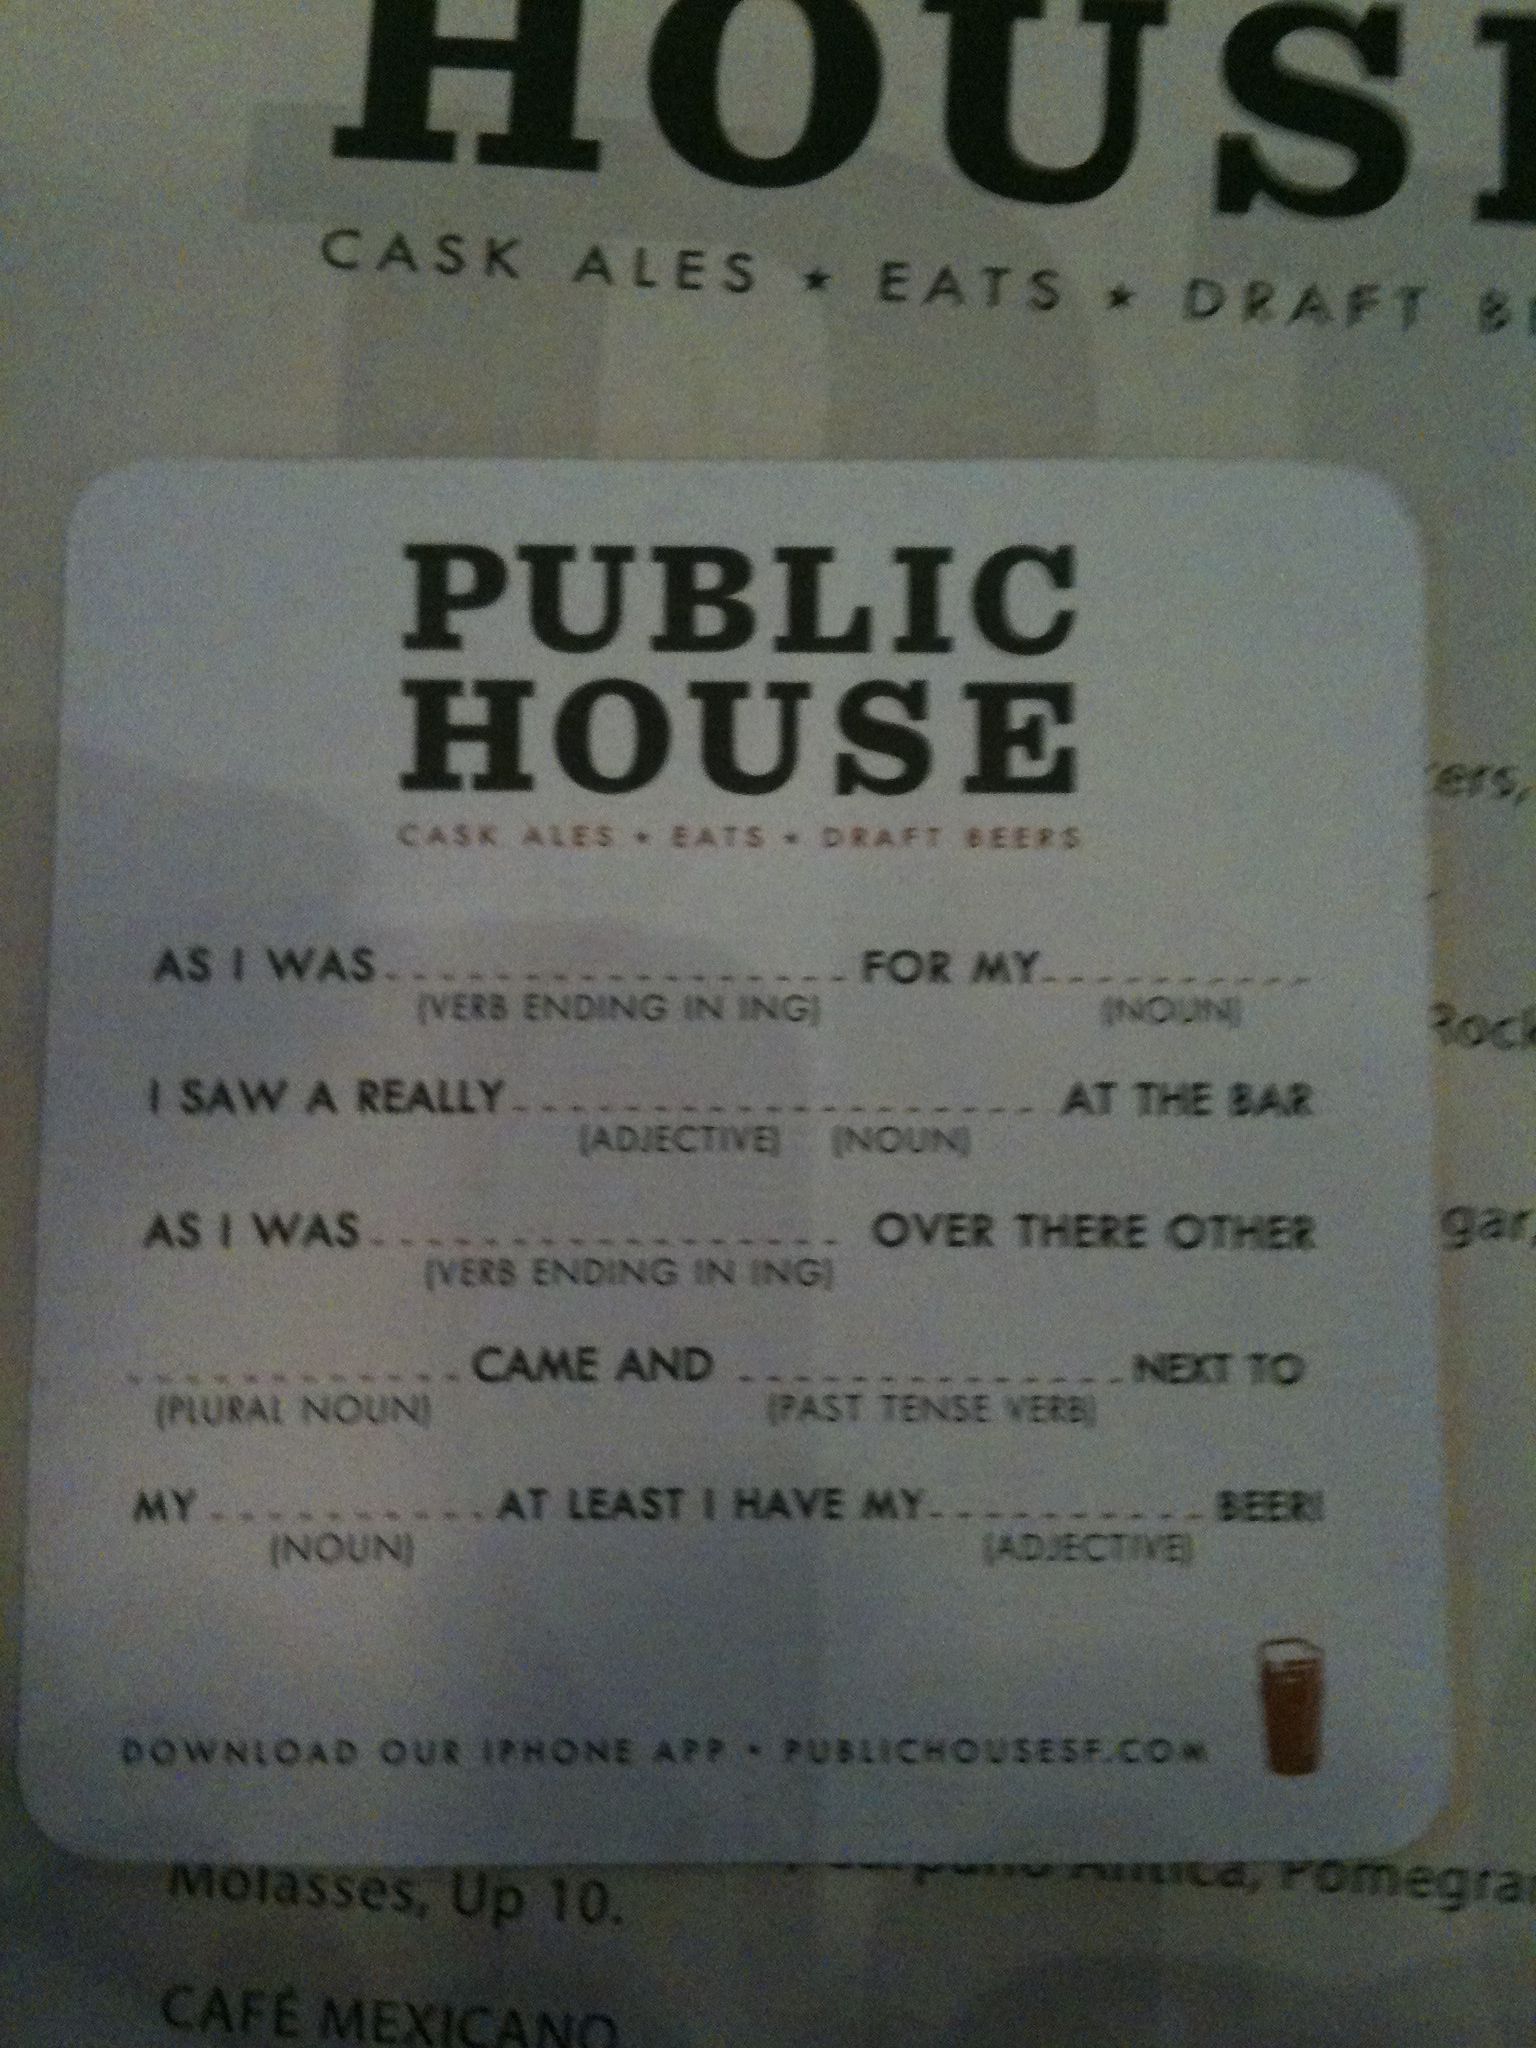 HOUSE
CASK ALES ★ EATS ★ DRAFT
PUBLIC
HOUSE
CASK ALES • EATS • DRAFT BEERS
AS I WAS FOR MY
(VERB ENDING IN ING) (NOUN)
I SAW A REALLY AT THE BAR
(ADJECTIVE) (NOUN)
AS I WAS OVER THERE OTHER
(VERB ENDING IN ING)
CAME AND NEXT TO
(PLURAL NOUN) (PAST TENSE VERB)
MY AT LEAST I HAVE MY BEER!
(NOUN) (ADJECTIVE)
DOWNLOAD OUR IPHONE APP • PUBLICHOUSESF.COM
Molasses, Up 10. Antica,
CAFÉ MEXICANO